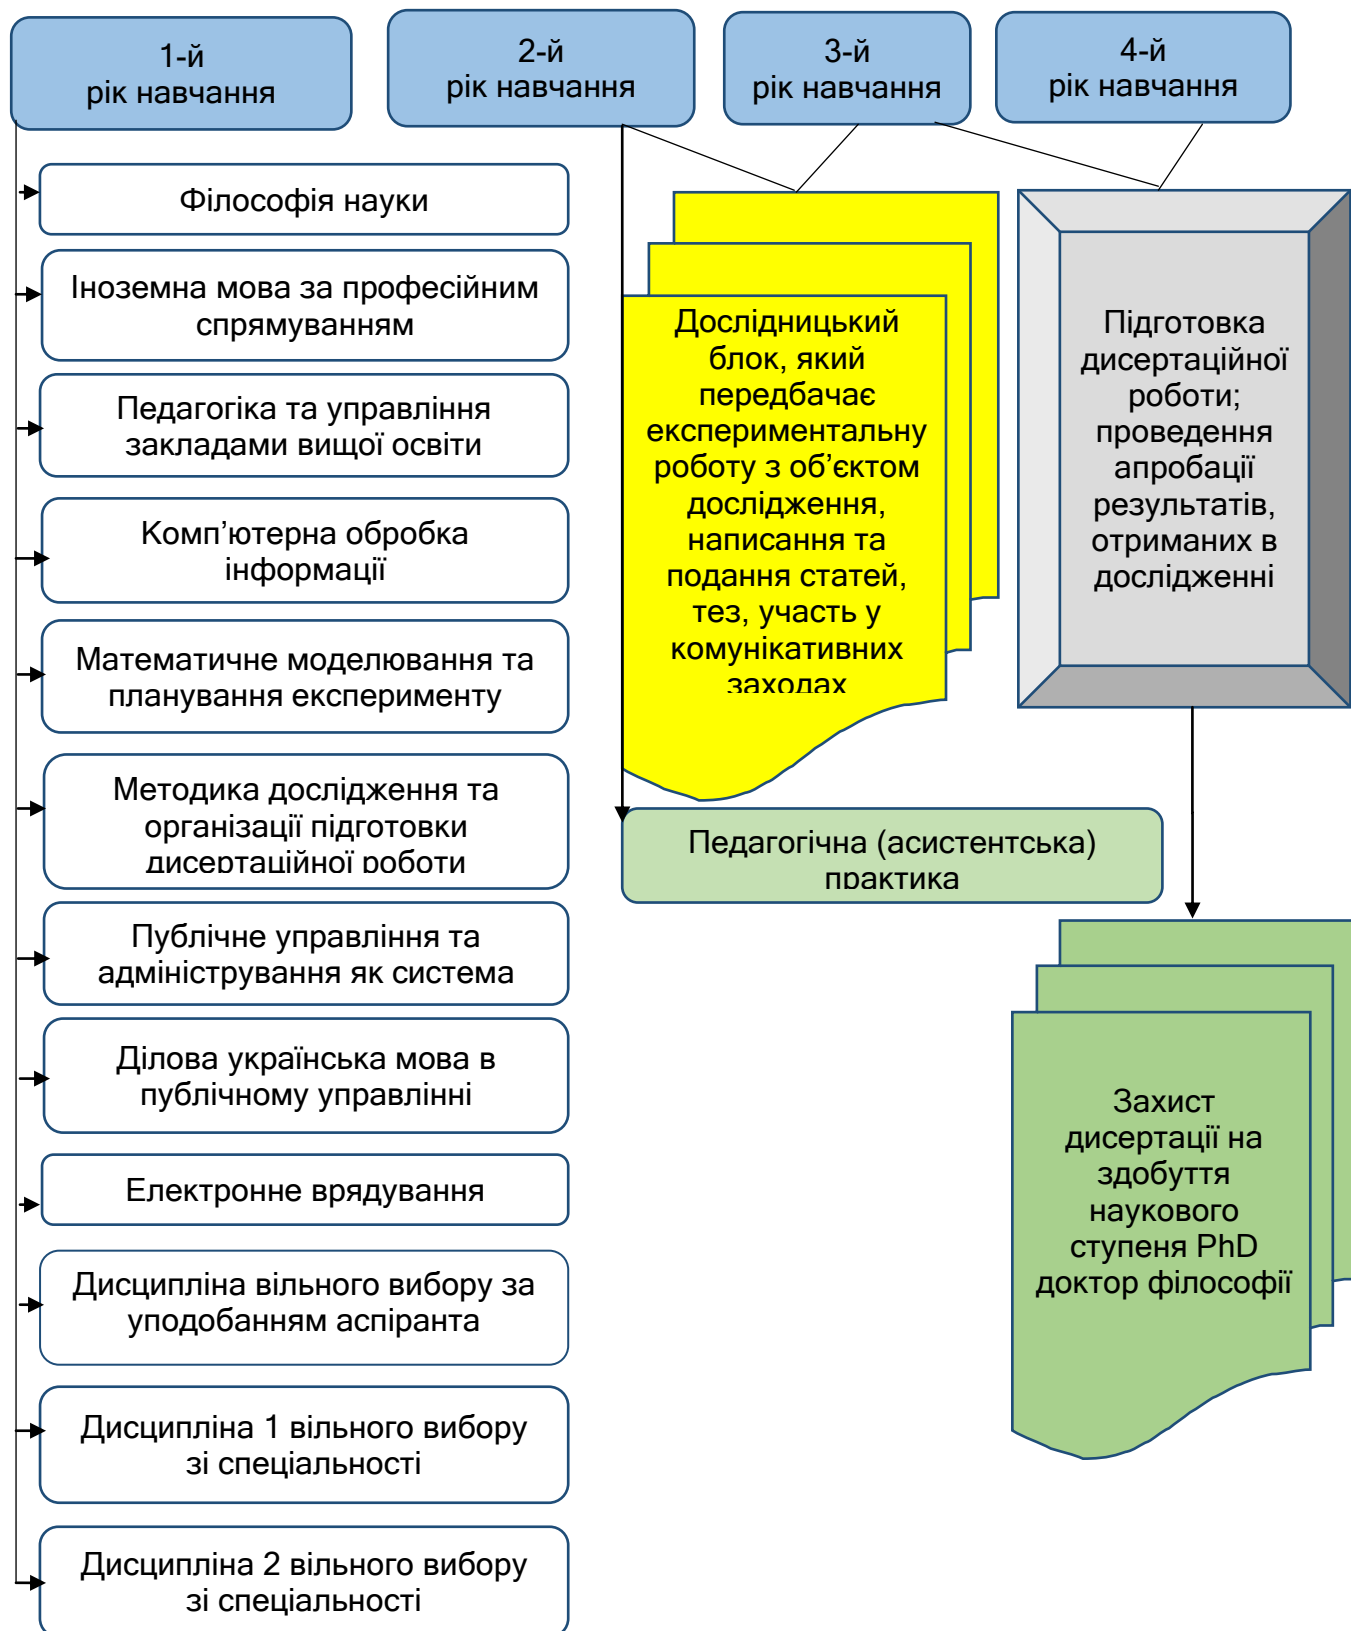 1-й
рік навчання
2-й
рік навчання
3-й
рік навчання
4-й
рік навчання
Філософія науки
Іноземна мова за професійним
спрямуванням
Педагогіка та управління
закладами вищої освіти
Комп’ютерна обробка
інформації
Математичне моделювання та
планування експерименту
Методика дослідження та
організації підготовки
дисертаційної роботи
Публічне управління та
адміністрування як система
Ділова українська мова в
публічному управлінні
Електронне врядування
Дисципліна вільного вибору за
уподобанням аспіранта
Дисципліна 1 вільного вибору
зі спеціальності
Дисципліна 2 вільного вибору
зі спеціальності
Дослідницький
блок, який
передбачає
експериментальну
роботу з об’єктом
дослідження,
написання та
подання статей,
тез, участь у
комунікативних
заходах
Педагогічна (асистентська)
практика
Підготовка
дисертаційної
роботи;
проведення
апробації
результатів,
отриманих в
дослідженні
Захист
дисертації на
здобуття
наукового
ступеня PhD
доктор філософії